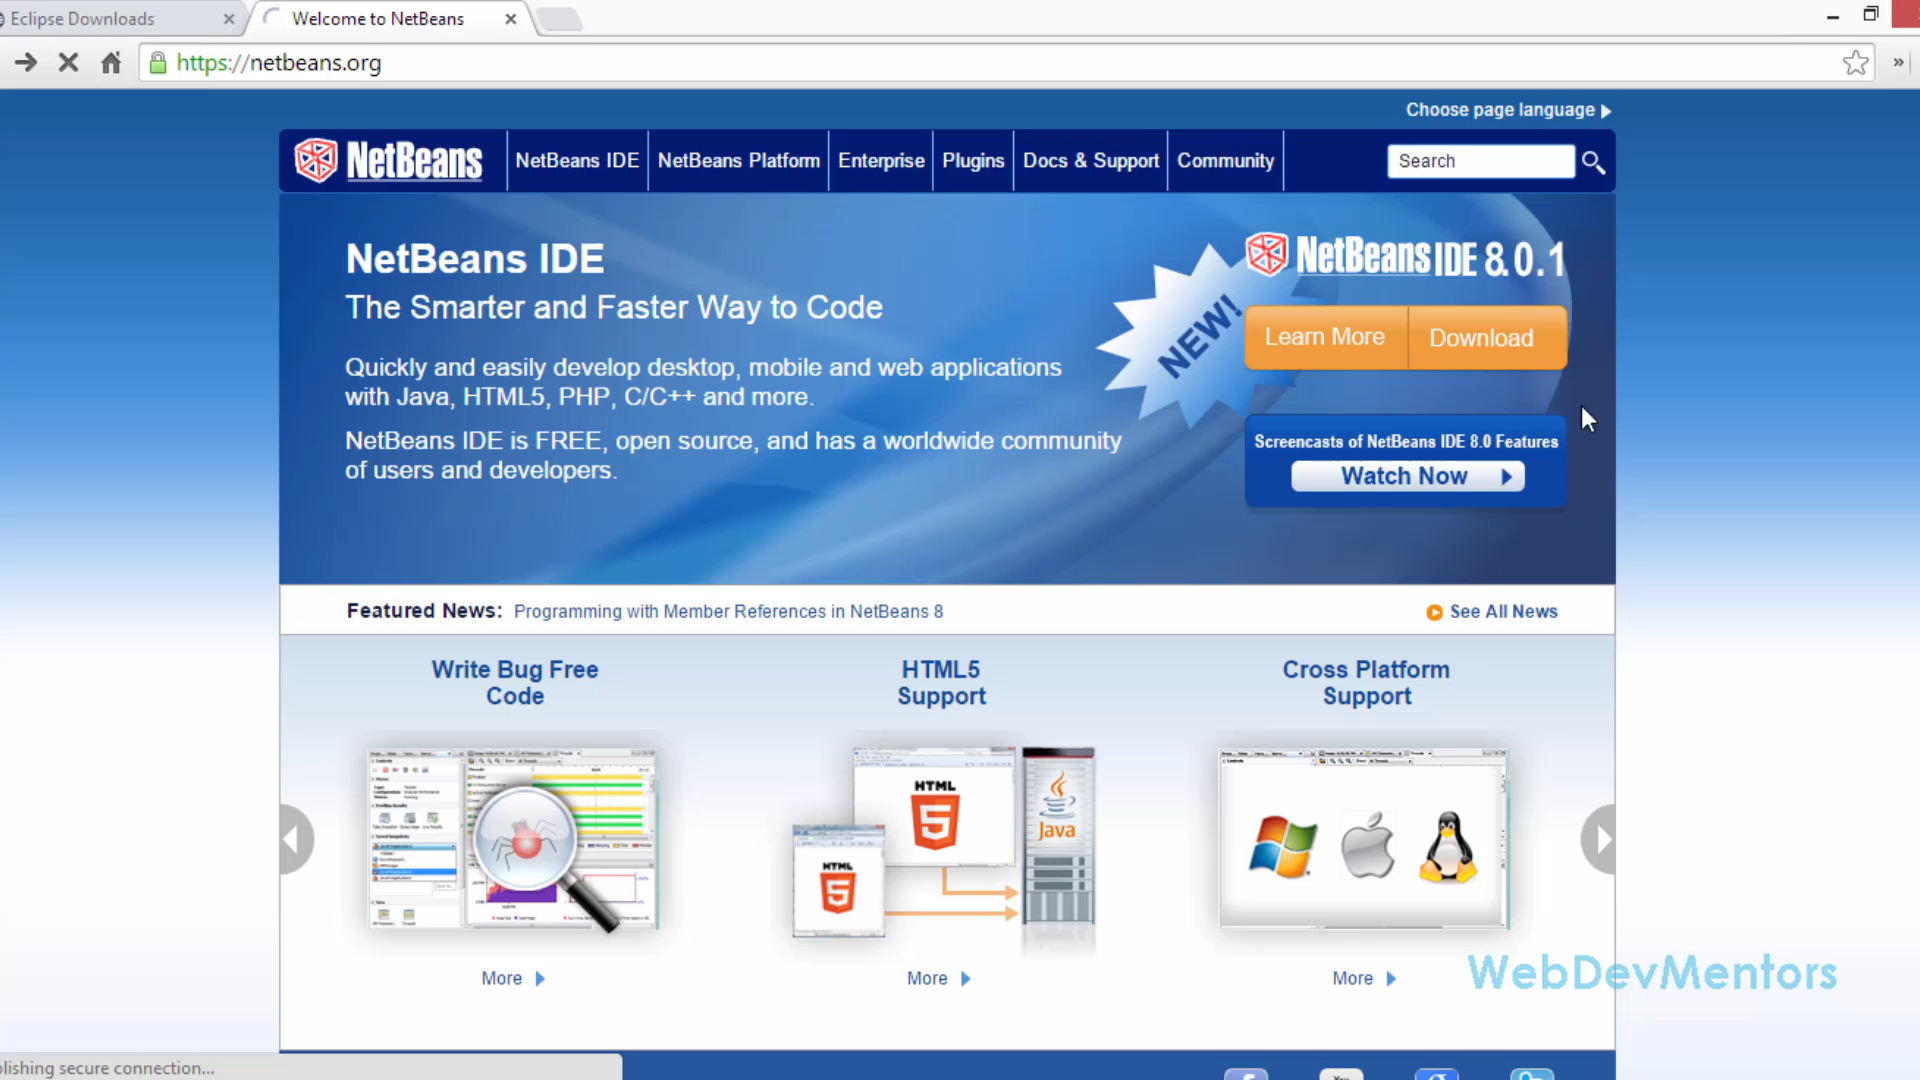 Eclipse Downloads
Welcome to NetBeans
https://netbeans.org
Choose page language
NetBeans
NetBeans IDE
NetBeans Platform
Enterprise
Plugins
Docs & Support
Community
Search
NetBeans IDE
The Smarter and Faster Way to Code
Quickly and easily develop desktop, mobile and web applications
with Java, HTML5, PHP, C/C++ and more.
NetBeans IDE is FREE, open source, and has a worldwide community
of users and developers.
NEW!
NetBeans IDE 8.0.1
Learn More
Download
Screencasts of NetBeans IDE 8.0 Features
Watch Now
Featured News: Programming with Member References in NetBeans 8
See All News
Write Bug Free
Code
HTML5
Support
Cross Platform
Support
HTML
5
HTML
5
Java
More
More
More
WebDevMentors
secure connection...